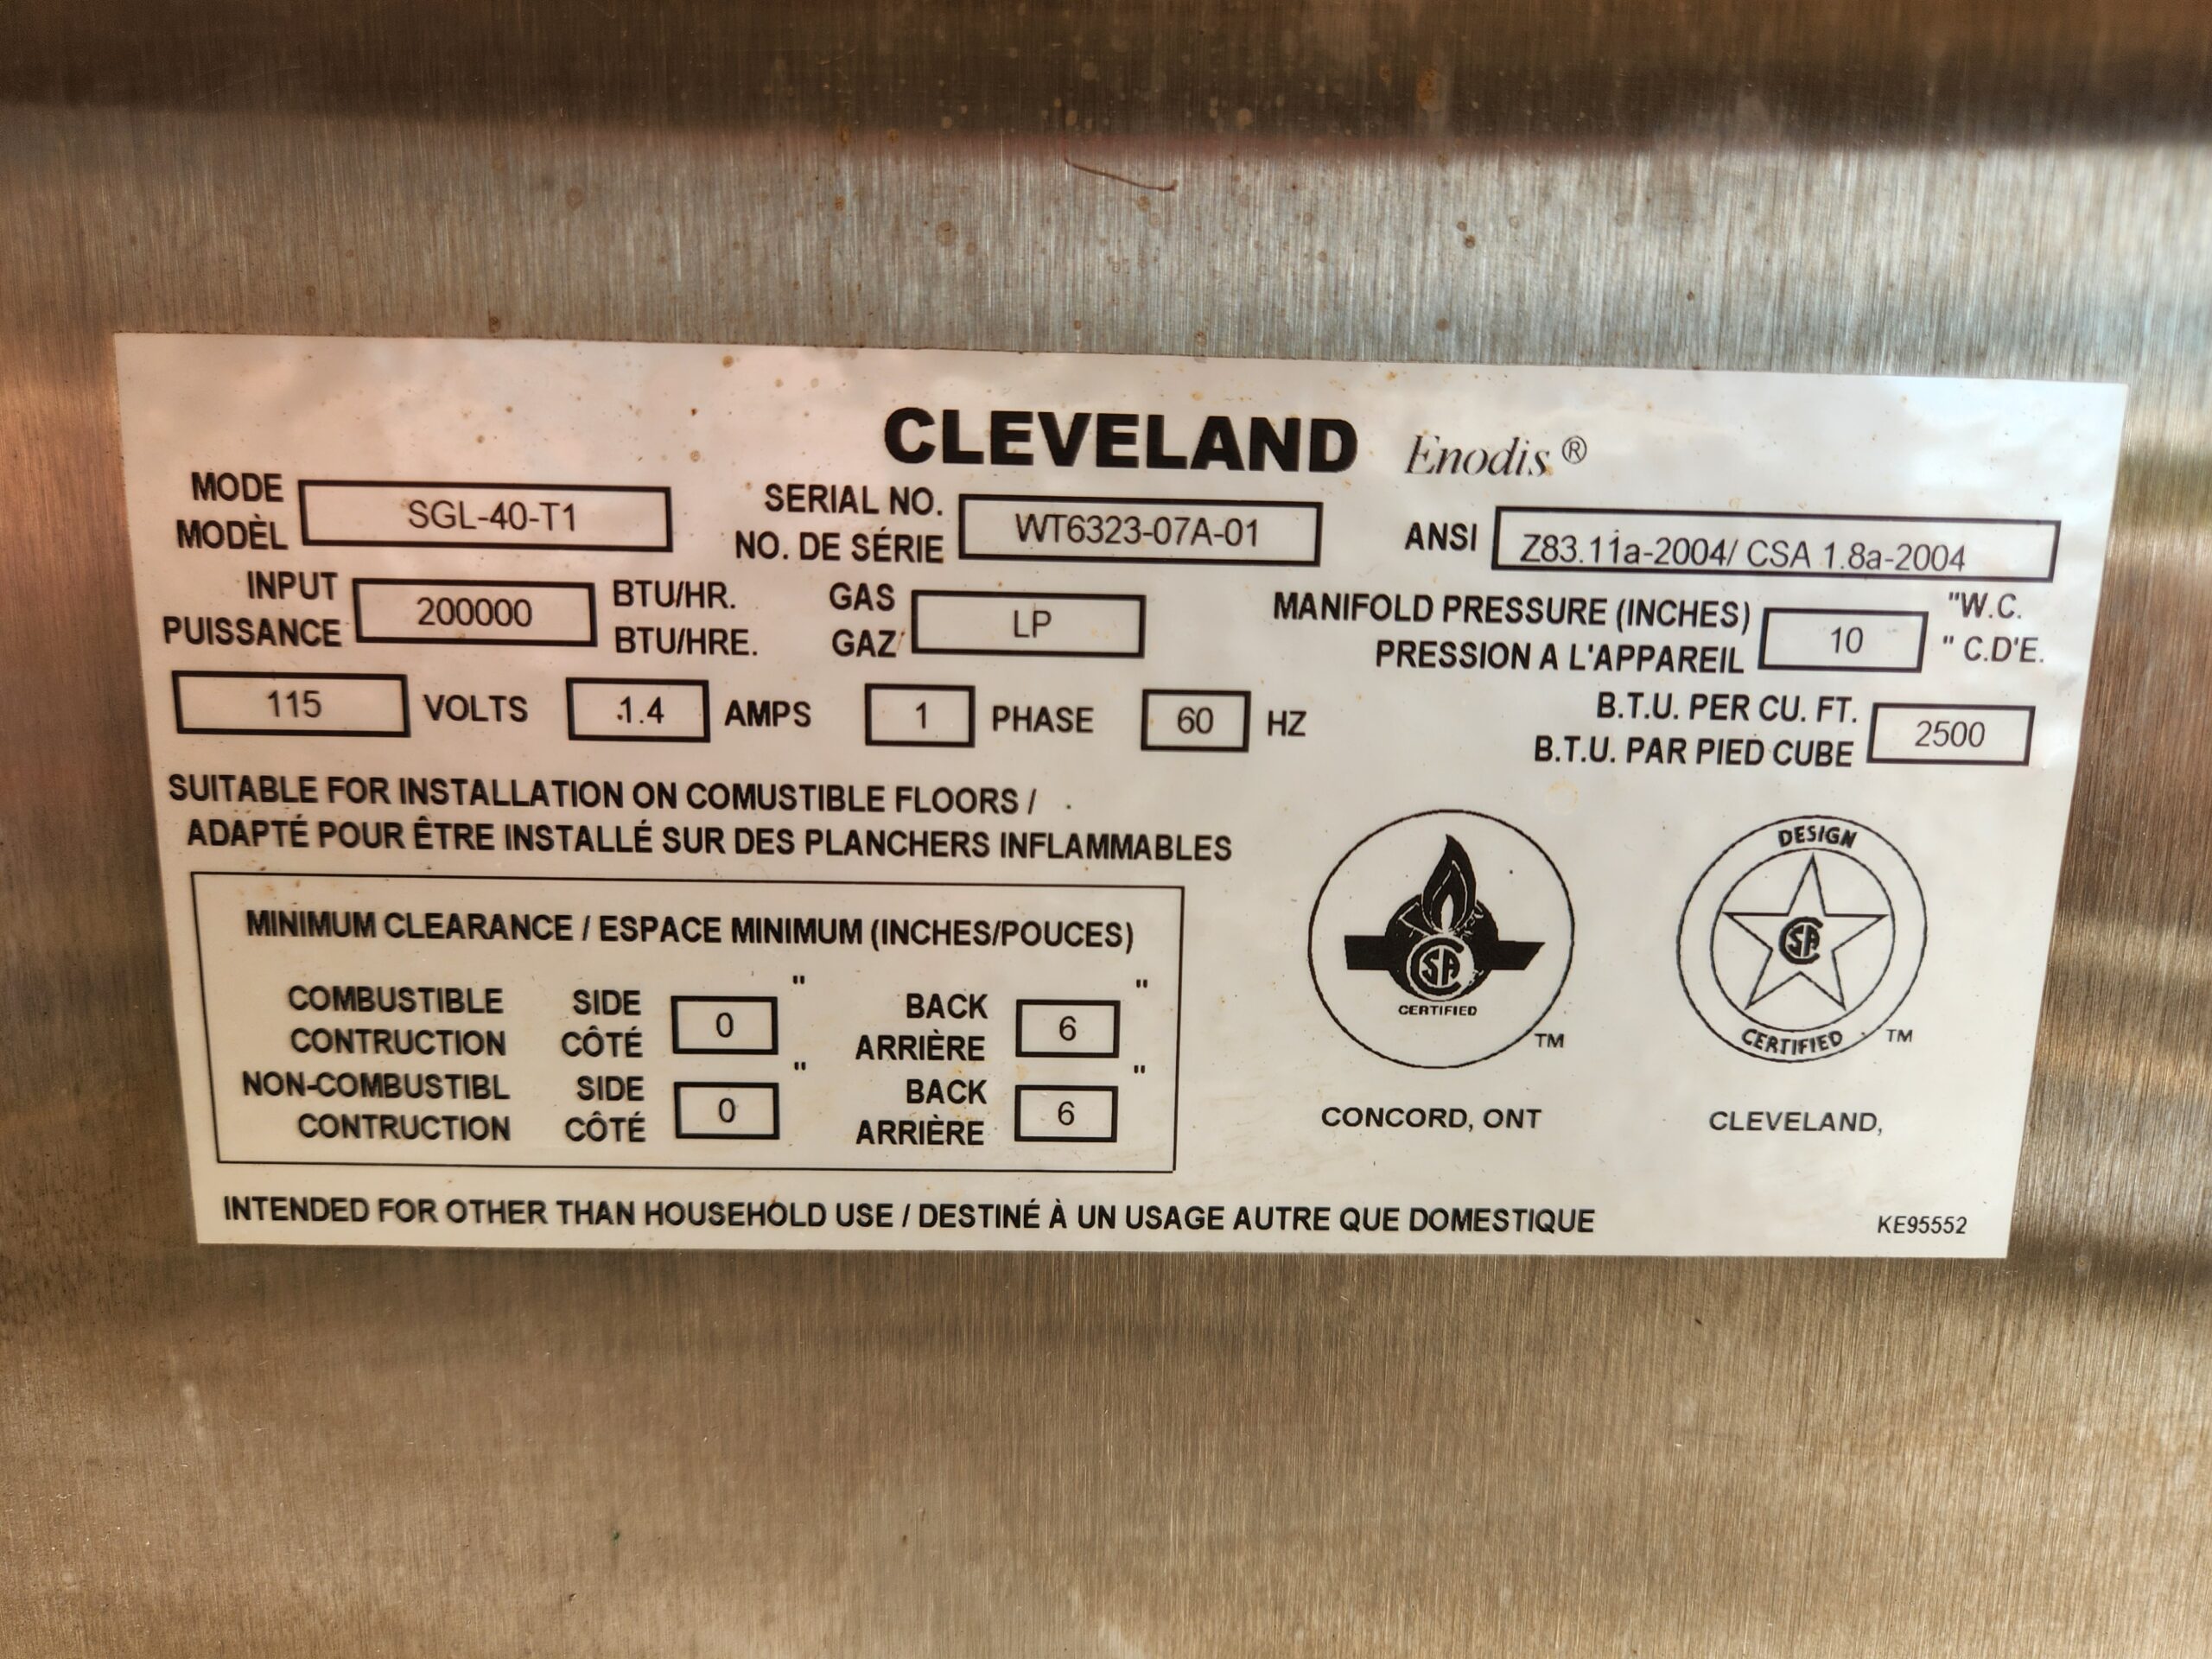 CLEVELAND Enodis®
MODE
MODÈL
SGL-40-T1
SERIAL NO.
NO. DE SÉRIE
WT6323-07A-01
ANSI
Z83.11a-2004/ CSA 1.8a-2004
INPUT
PUISSANCE
200000
BTU/HR.
BTU/HRE.
GAS
GAZ
LP
MANIFOLD PRESSURE (INCHES)
PRESSION A L'APPAREIL
10
"W.C.
" C.D'E.
115 VOLTS 1.4 AMPS 1 PHASE 60 HZ
B.T.U. PER CU. FT.
B.T.U. PAR PIED CUBE
2500
SUITABLE FOR INSTALLATION ON COMUSTIBLE FLOORS /
ADAPTÉ POUR ÊTRE INSTALLÉ SUR DES PLANCHERS INFLAMMABLES
MINIMUM CLEARANCE / ESPACE MINIMUM (INCHES/POUCES)
COMBUSTIBLE
CONTRUCTION
SIDE
CÔTÉ
0 "
BACK
ARRIÈRE
6 "
NON-COMBUSTIBL
CONTRUCTION
SIDE
CÔTÉ
0 "
BACK
ARRIÈRE
6 "
CSA
CERTIFIED
TM
CONCORD, ONT
DESIGN
CSA
CERTIFIED
TM
CLEVELAND,
INTENDED FOR OTHER THAN HOUSEHOLD USE / DESTINÉ À UN USAGE AUTRE QUE DOMESTIQUE
KE95552